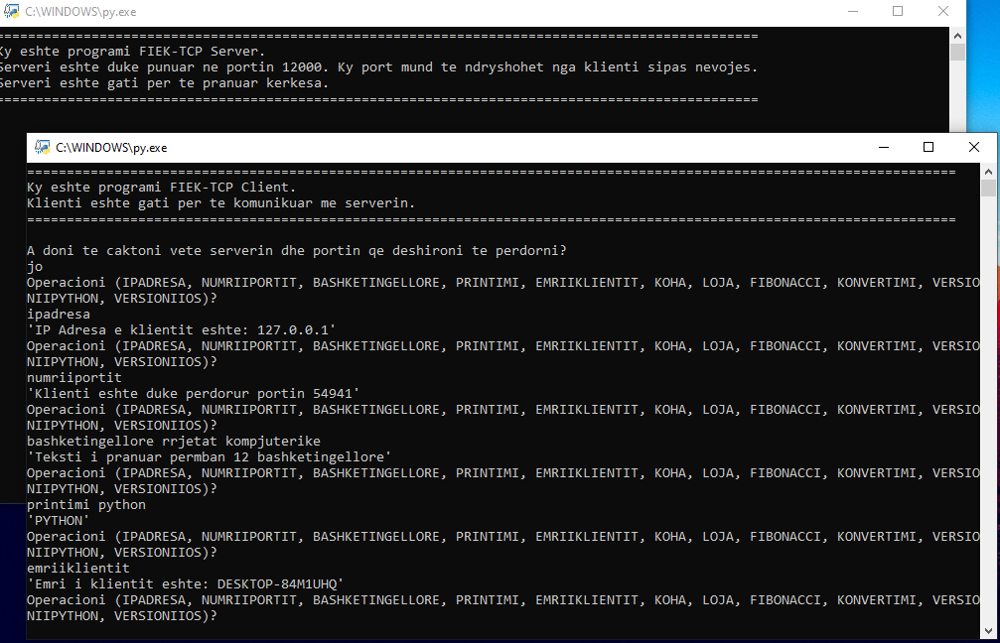 C:\WINDOWS\py.exe
===============================================================================================
Ky eshte programi FIEK-TCP Server.
Serveri eshte duke punuar ne portin 12000. Ky port mund te ndryshohet nga klienti sipas nevojes.
Serveri eshte gati per te pranuar kerkesa.
===============================================================================================
C:\WINDOWS\py.exe
=====================================================================================================================
Ky eshte programi FIEK-TCP Client.
Klienti eshte gati per te komunikuar me serverin.
=====================================================================================================================
A doni te caktoni vete serverin dhe portin qe deshironi te perdorni?
jo
Operacioni (IPADRESA, NUMRIIPORTIT, BASHKETINGELLORE, PRINTIMI, EMRIIKLIENTIT, KOHA, LOJA, FIBONACCI, KONVERTIMI, VERSIO
NIIPYTHON, VERSIONIIOS)?
ipadresa
'IP Adresa e klientit eshte: 127.0.0.1'
Operacioni (IPADRESA, NUMRIIPORTIT, BASHKETINGELLORE, PRINTIMI, EMRIIKLIENTIT, KOHA, LOJA, FIBONACCI, KONVERTIMI, VERSIO
NIIPYTHON, VERSIONIIOS)?
numriiportit
'Klienti eshte duke perdorur portin 54941'
Operacioni (IPADRESA, NUMRIIPORTIT, BASHKETINGELLORE, PRINTIMI, EMRIIKLIENTIT, KOHA, LOJA, FIBONACCI, KONVERTIMI, VERSIO
NIIPYTHON, VERSIONIIOS)?
bashketingellore rrjetat kompjuterike
'Teksti i pranuar permban 12 bashketingellore'
Operacioni (IPADRESA, NUMRIIPORTIT, BASHKETINGELLORE, PRINTIMI, EMRIIKLIENTIT, KOHA, LOJA, FIBONACCI, KONVERTIMI, VERSIO
NIIPYTHON, VERSIONIIOS)?
printimi python
'PYTHON'
Operacioni (IPADRESA, NUMRIIPORTIT, BASHKETINGELLORE, PRINTIMI, EMRIIKLIENTIT, KOHA, LOJA, FIBONACCI, KONVERTIMI, VERSIO
NIIPYTHON, VERSIONIIOS)?
emriiklientit
'Emri i klientit eshte: DESKTOP-84M1UHQ'
Operacioni (IPADRESA, NUMRIIPORTIT, BASHKETINGELLORE, PRINTIMI, EMRIIKLIENTIT, KOHA, LOJA, FIBONACCI, KONVERTIMI, VERSIO
NIIPYTHON, VERSIONIIOS)?